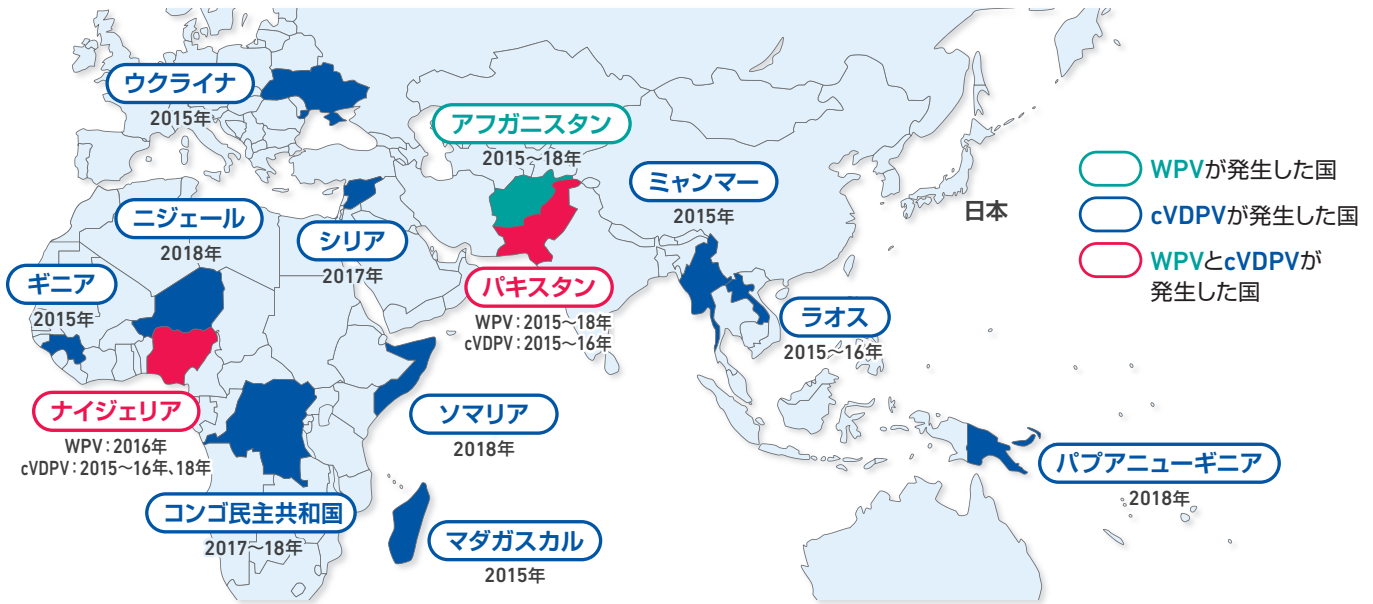 ウクライナ
2015年
アフガニスタン
2015〜18年
ミャンマー
2015年
日本
WPVが発生した国
cVDPVが発生した国
WPVとcVDPVが
発生した国
ニジェール
2018年
シリア
2017年
ギニア
2015年
パキスタン
WPV:2015〜18年
cVDPV:2015〜16年
ラオス
2015〜16年
ナイジェリア
WPV:2016年
cVDPV:2015〜16年、18年
ソマリア
2018年
パプアニューギニア
2018年
コンゴ民主共和国
2017〜18年
マダガスカル
2015年